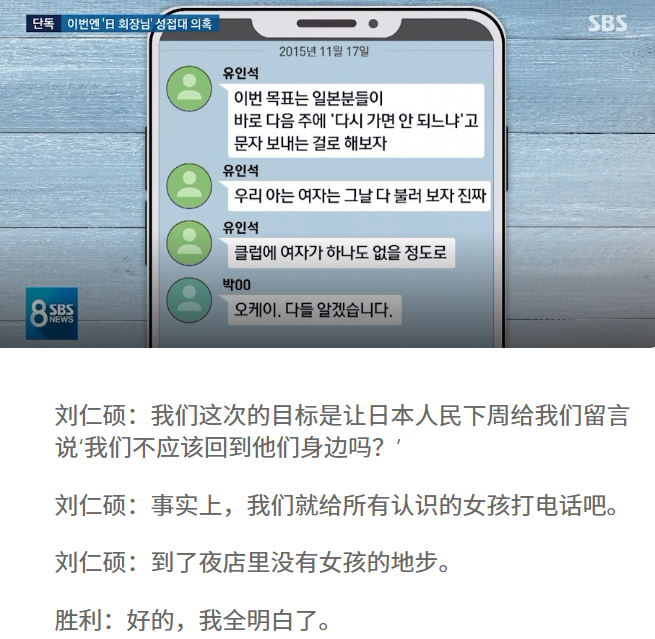 단독 이번엔 '日 회장님' 성접대 의혹
SBS
2015년 11월 17일
유인석
이번 목표는 일본분들이
바로 다음 주에 '다시 가면 안 되느냐'고
문자 보내는 걸로 해보자
유인석
우리 아는 여자는 그날 다 불러 보자 진짜
유인석
클럽에 여자가 하나도 없을 정도로
박OO
오케이. 다들 알겠습니다.
8 SBS NEWS
刘仁硕：我们这次的目标是让日本人民下周给我们留言
说‘我们不应该回到他们身边吗？’
刘仁硕：事实上，我们就给所有认识的女孩打电话吧。
刘仁硕：到了夜店里没有女孩的地步。
胜利：好的，我全明白了。